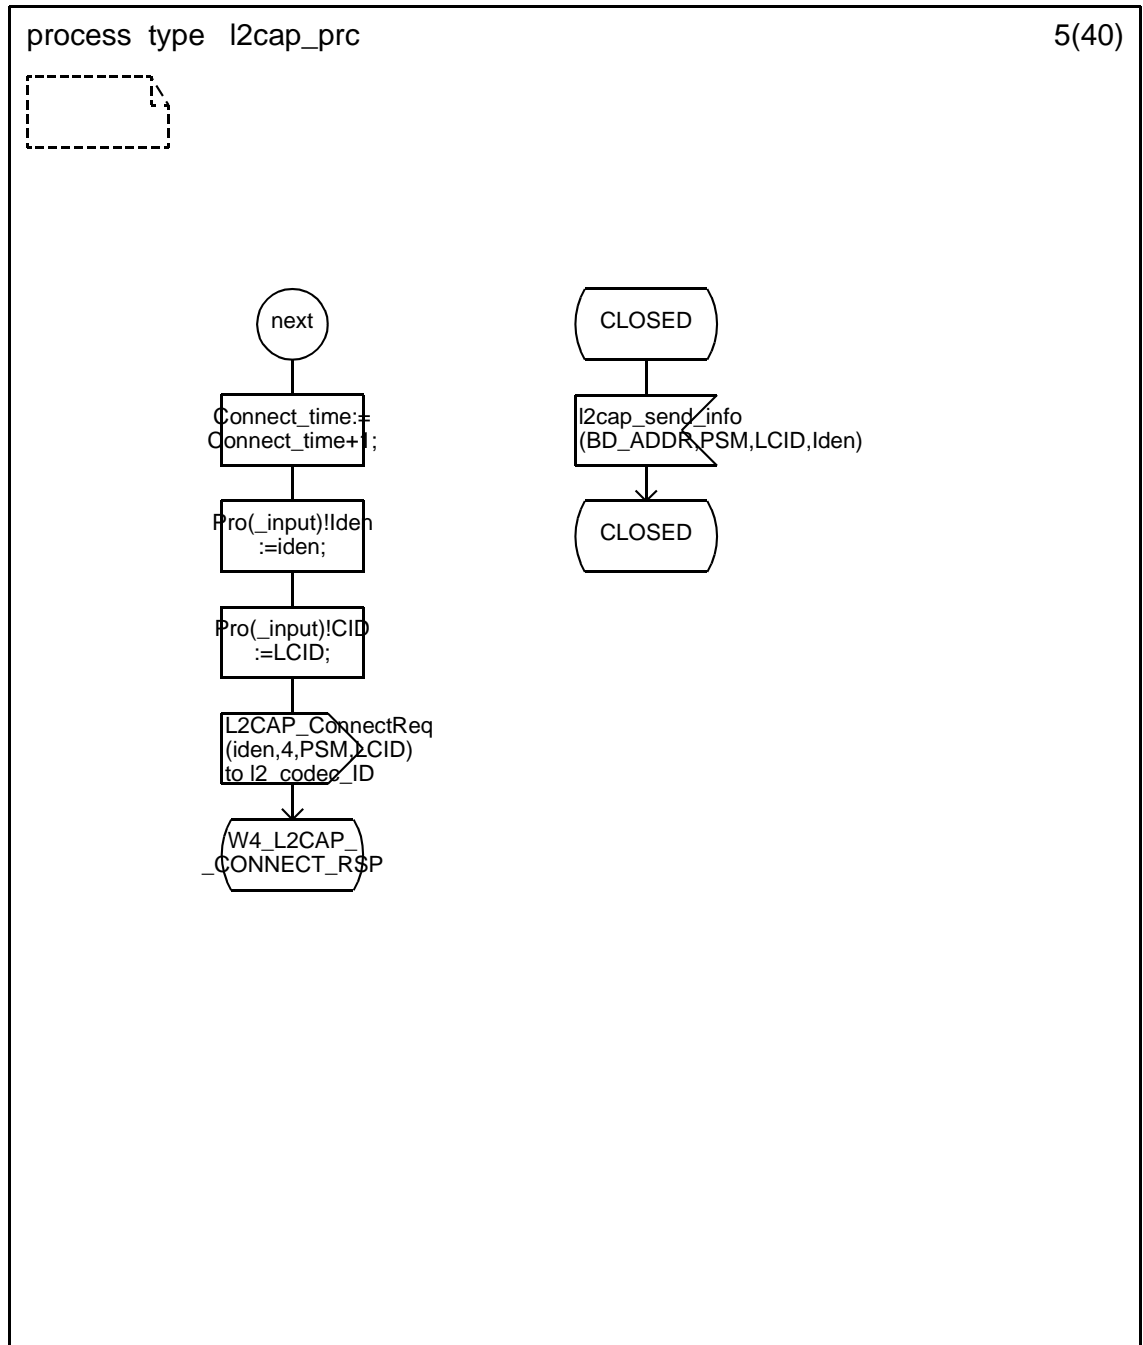 process type l2cap_prc 5(40)
next
Connect_time:=
Connect_time+1;
Pro(_input)!Iden
:=iden;
Pro(_input)!CID
:=LCID;
L2CAP_ConnectReq
(iden,4,PSM,LCID)
to l2_codec_ID
W4_L2CAP_
_CONNECT_RSP
CLOSED
l2cap_send_info
(BD_ADDR,PSM,LCID,Iden)
CLOSED